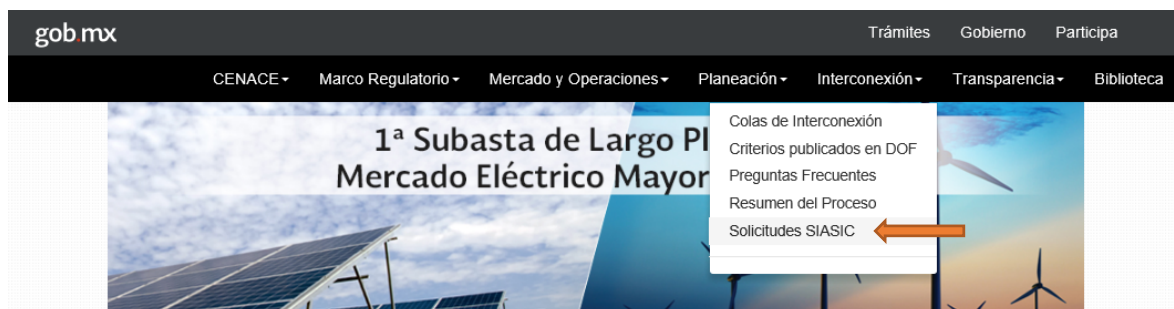 gob.mx
Trámites Gobierno Participa
CENACE Marco Regulatorio Mercado y Operaciones Planeación Interconexión Transparencia Biblioteca
1ª Subasta de Largo Pl
Mercado Eléctrico Mayor
Colas de Interconexión
Criterios publicados en DOF
Preguntas Frecuentes
Resumen del Proceso
Solicitudes SIASIC